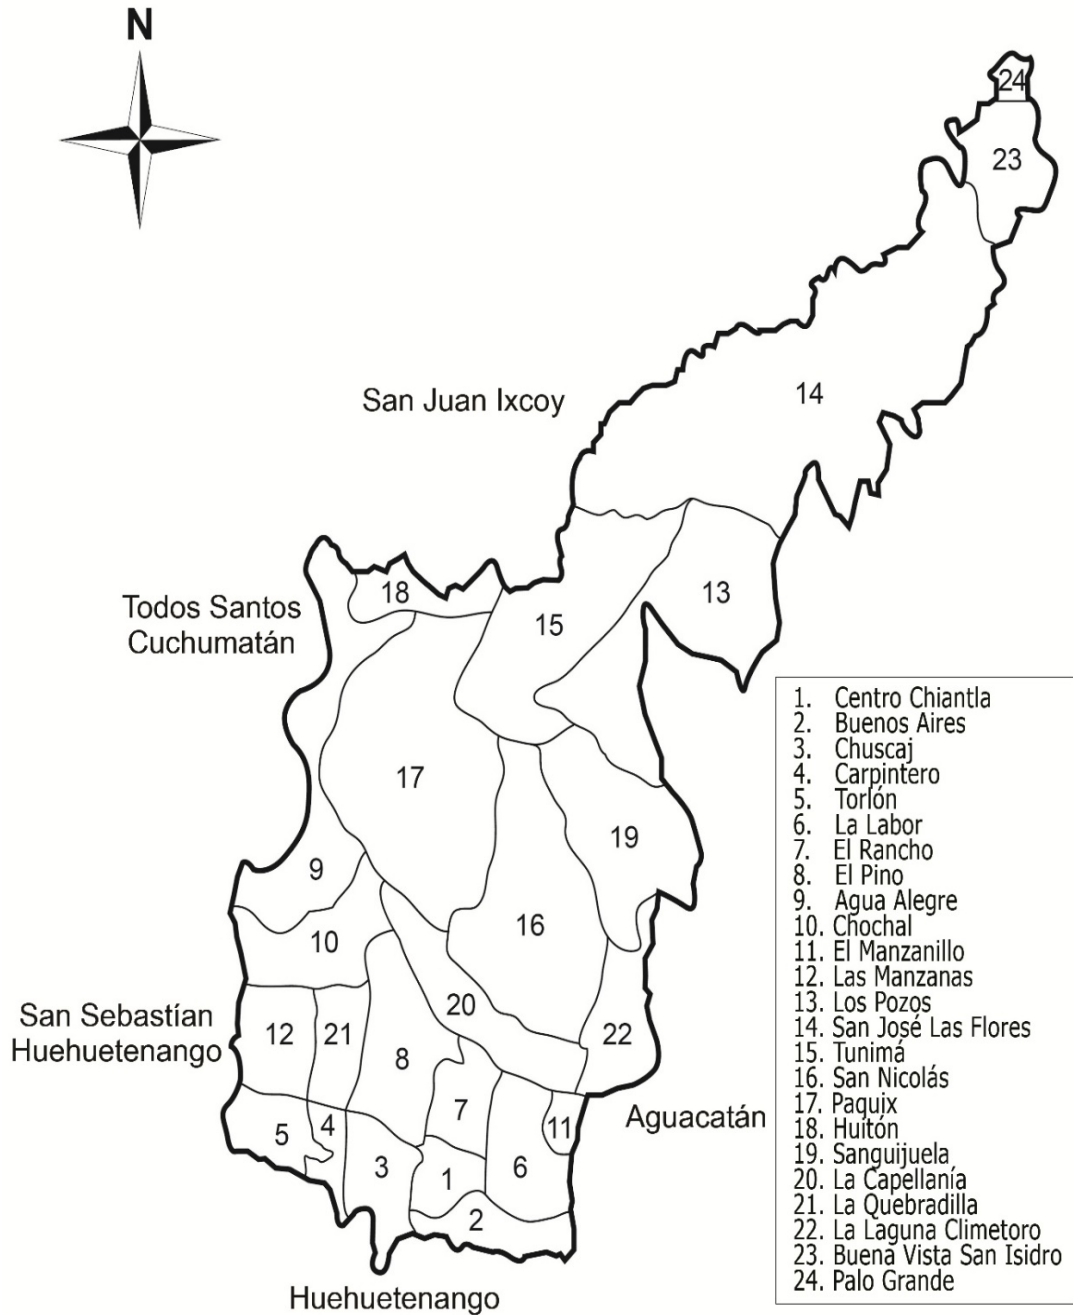 N
24
23
14
San Juan Ixcoy
18
13
15
Todos Santos
Cuchumatán
17
19
9
16
10
20
San Sebastían
Huehuetenango
12
21
22
8
7
Aguacatán
11
5
4
3
1
6
2
Huehuetenango
1. Centro Chiantla
2. Buenos Aires
3. Chuscaj
4. Carpintero
5. Torlón
6. La Labor
7. El Rancho
8. El Pino
9. Agua Alegre
10. Chochal
11. El Manzanillo
12. Las Manzanas
13. Los Pozos
14. San José Las Flores
15. Tunimá
16. San Nicolás
17. Paquix
18. Huitón
19. Sanguijuela
20. La Capellanía
21. La Quebradilla
22. La Laguna Climetoro
23. Buena Vista San Isidro
24. Palo Grande